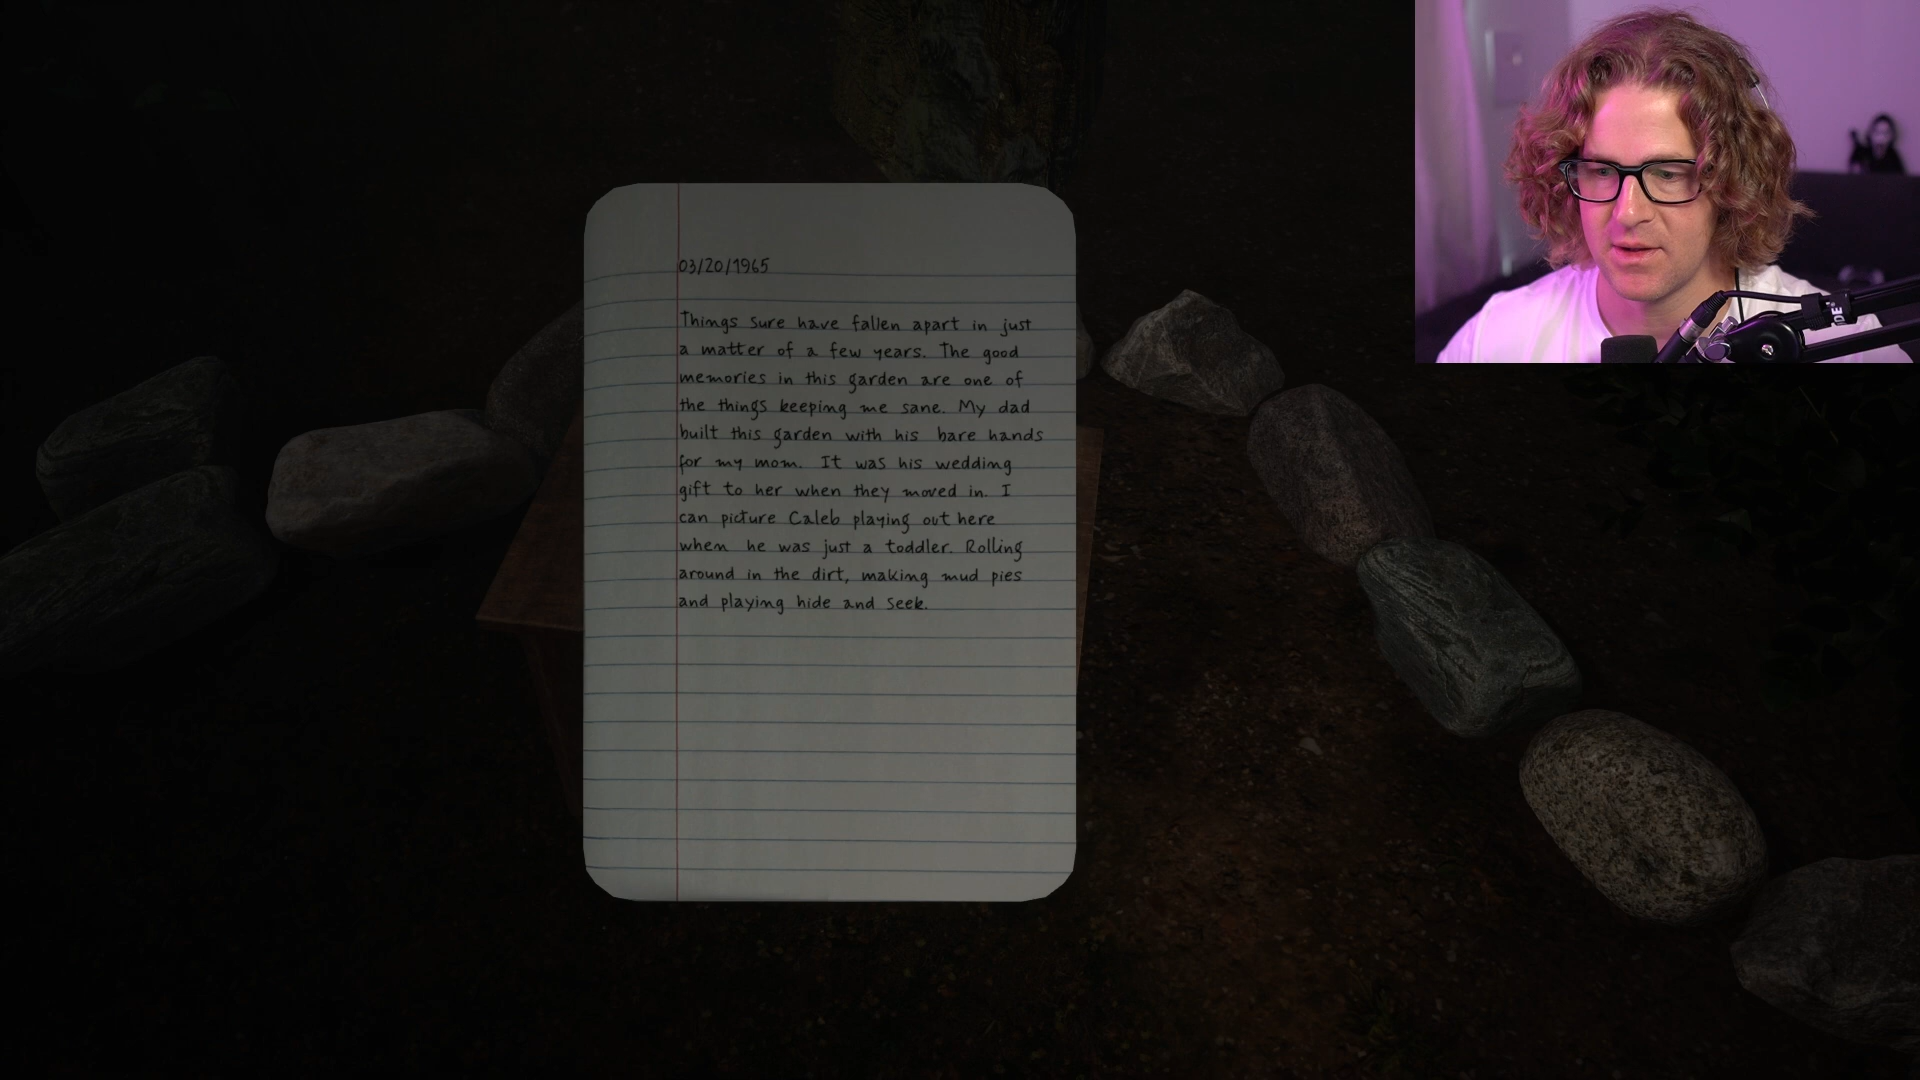 03/20/1965
Things sure have fallen apart in just
a matter of a few years. The good
memories in this garden are one of
the things keeping me sane. My dad
built this garden with his bare hands
for my mom. It was his wedding
gift to her when they moved in. I
can picture Caleb playing out here
when he was just a toddler. Rolling
around in the dirt, making mud pies
and playing hide and seek.